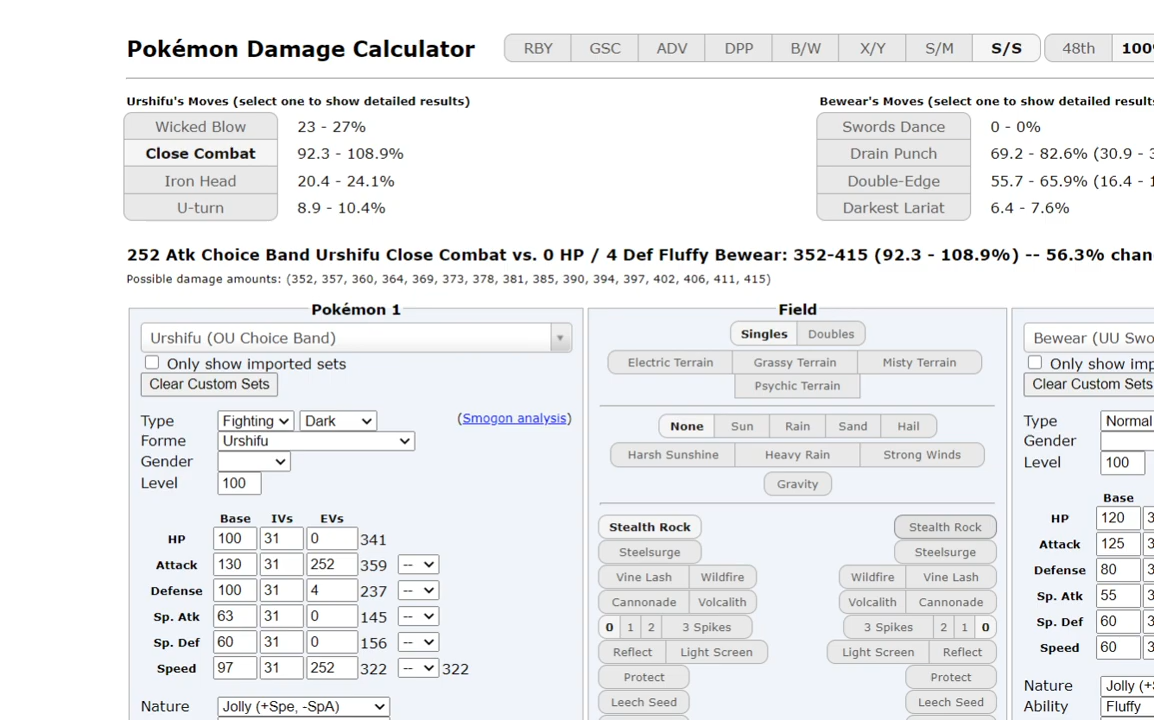 Pokémon Damage Calculator RBY GSC ADV DPP B/W X/Y S/M S/S 48th 100%
Urshifu's Moves (select one to show detailed results) Bewear's Moves (select one to show detailed
Wicked Blow 23 - 27% Swords Dance 0 - 0%
Close Combat 92.3 - 108.9% Drain Punch 69.2 - 82.6% (30.9 -
Iron Head 20.4 - 24.1% Double-Edge 55.7 - 65.9% (16.4 -
U-turn 8.9 - 10.4% Darkest Lariat 6.4 - 7.6%
252 Atk Choice Band Urshifu Close Combat vs. 0 HP / 4 Def Fluffy Bewear: 352-415 (92.3 - 108.9%) -- 56.3%
Possible damage amounts: (352, 357, 360, 364, 369, 373, 378, 381, 385, 390, 394, 397, 402, 406, 411, 415)
Pokémon 1 Field
Urshifu (OU Choice Band) Singles Doubles Bewear (UU
Only show imported sets Electric Terrain Grassy Terrain Misty Terrain Only show
Clear Custom Sets Psychic Terrain Clear Custom Sets
Type Fighting Dark (Smogon analysis) None Sun Rain Sand Hail Type Normal
Forme Urshifu Gender
Gender Harsh Sunshine Heavy Rain Strong Winds Level 100
Level 100 Gravity
Base IVs EVs Base
HP 100 31 0 341 Stealth Rock Stealth Rock HP 120
Attack 130 31 252 359 -- Steelsurge Steelsurge Attack 125
Defense 100 31 4 237 -- Vine Lash Wildfire Wildfire Vine Lash Defense 80
Sp. Atk 63 31 0 145 -- Cannonade Volcalith Volcalith Cannonade Sp. Atk 55
Sp. Def 60 31 0 156 -- 0 1 2 3 Spikes 3 Spikes 2 1 0 Sp. Def 60
Speed 97 31 252 322 -- 322 Reflect Light Screen Light Screen Reflect Speed 60
Protect Protect
Nature Jolly (+Spe, -SpA) Leech Seed Leech Seed Nature Jolly
Ability Fluffy